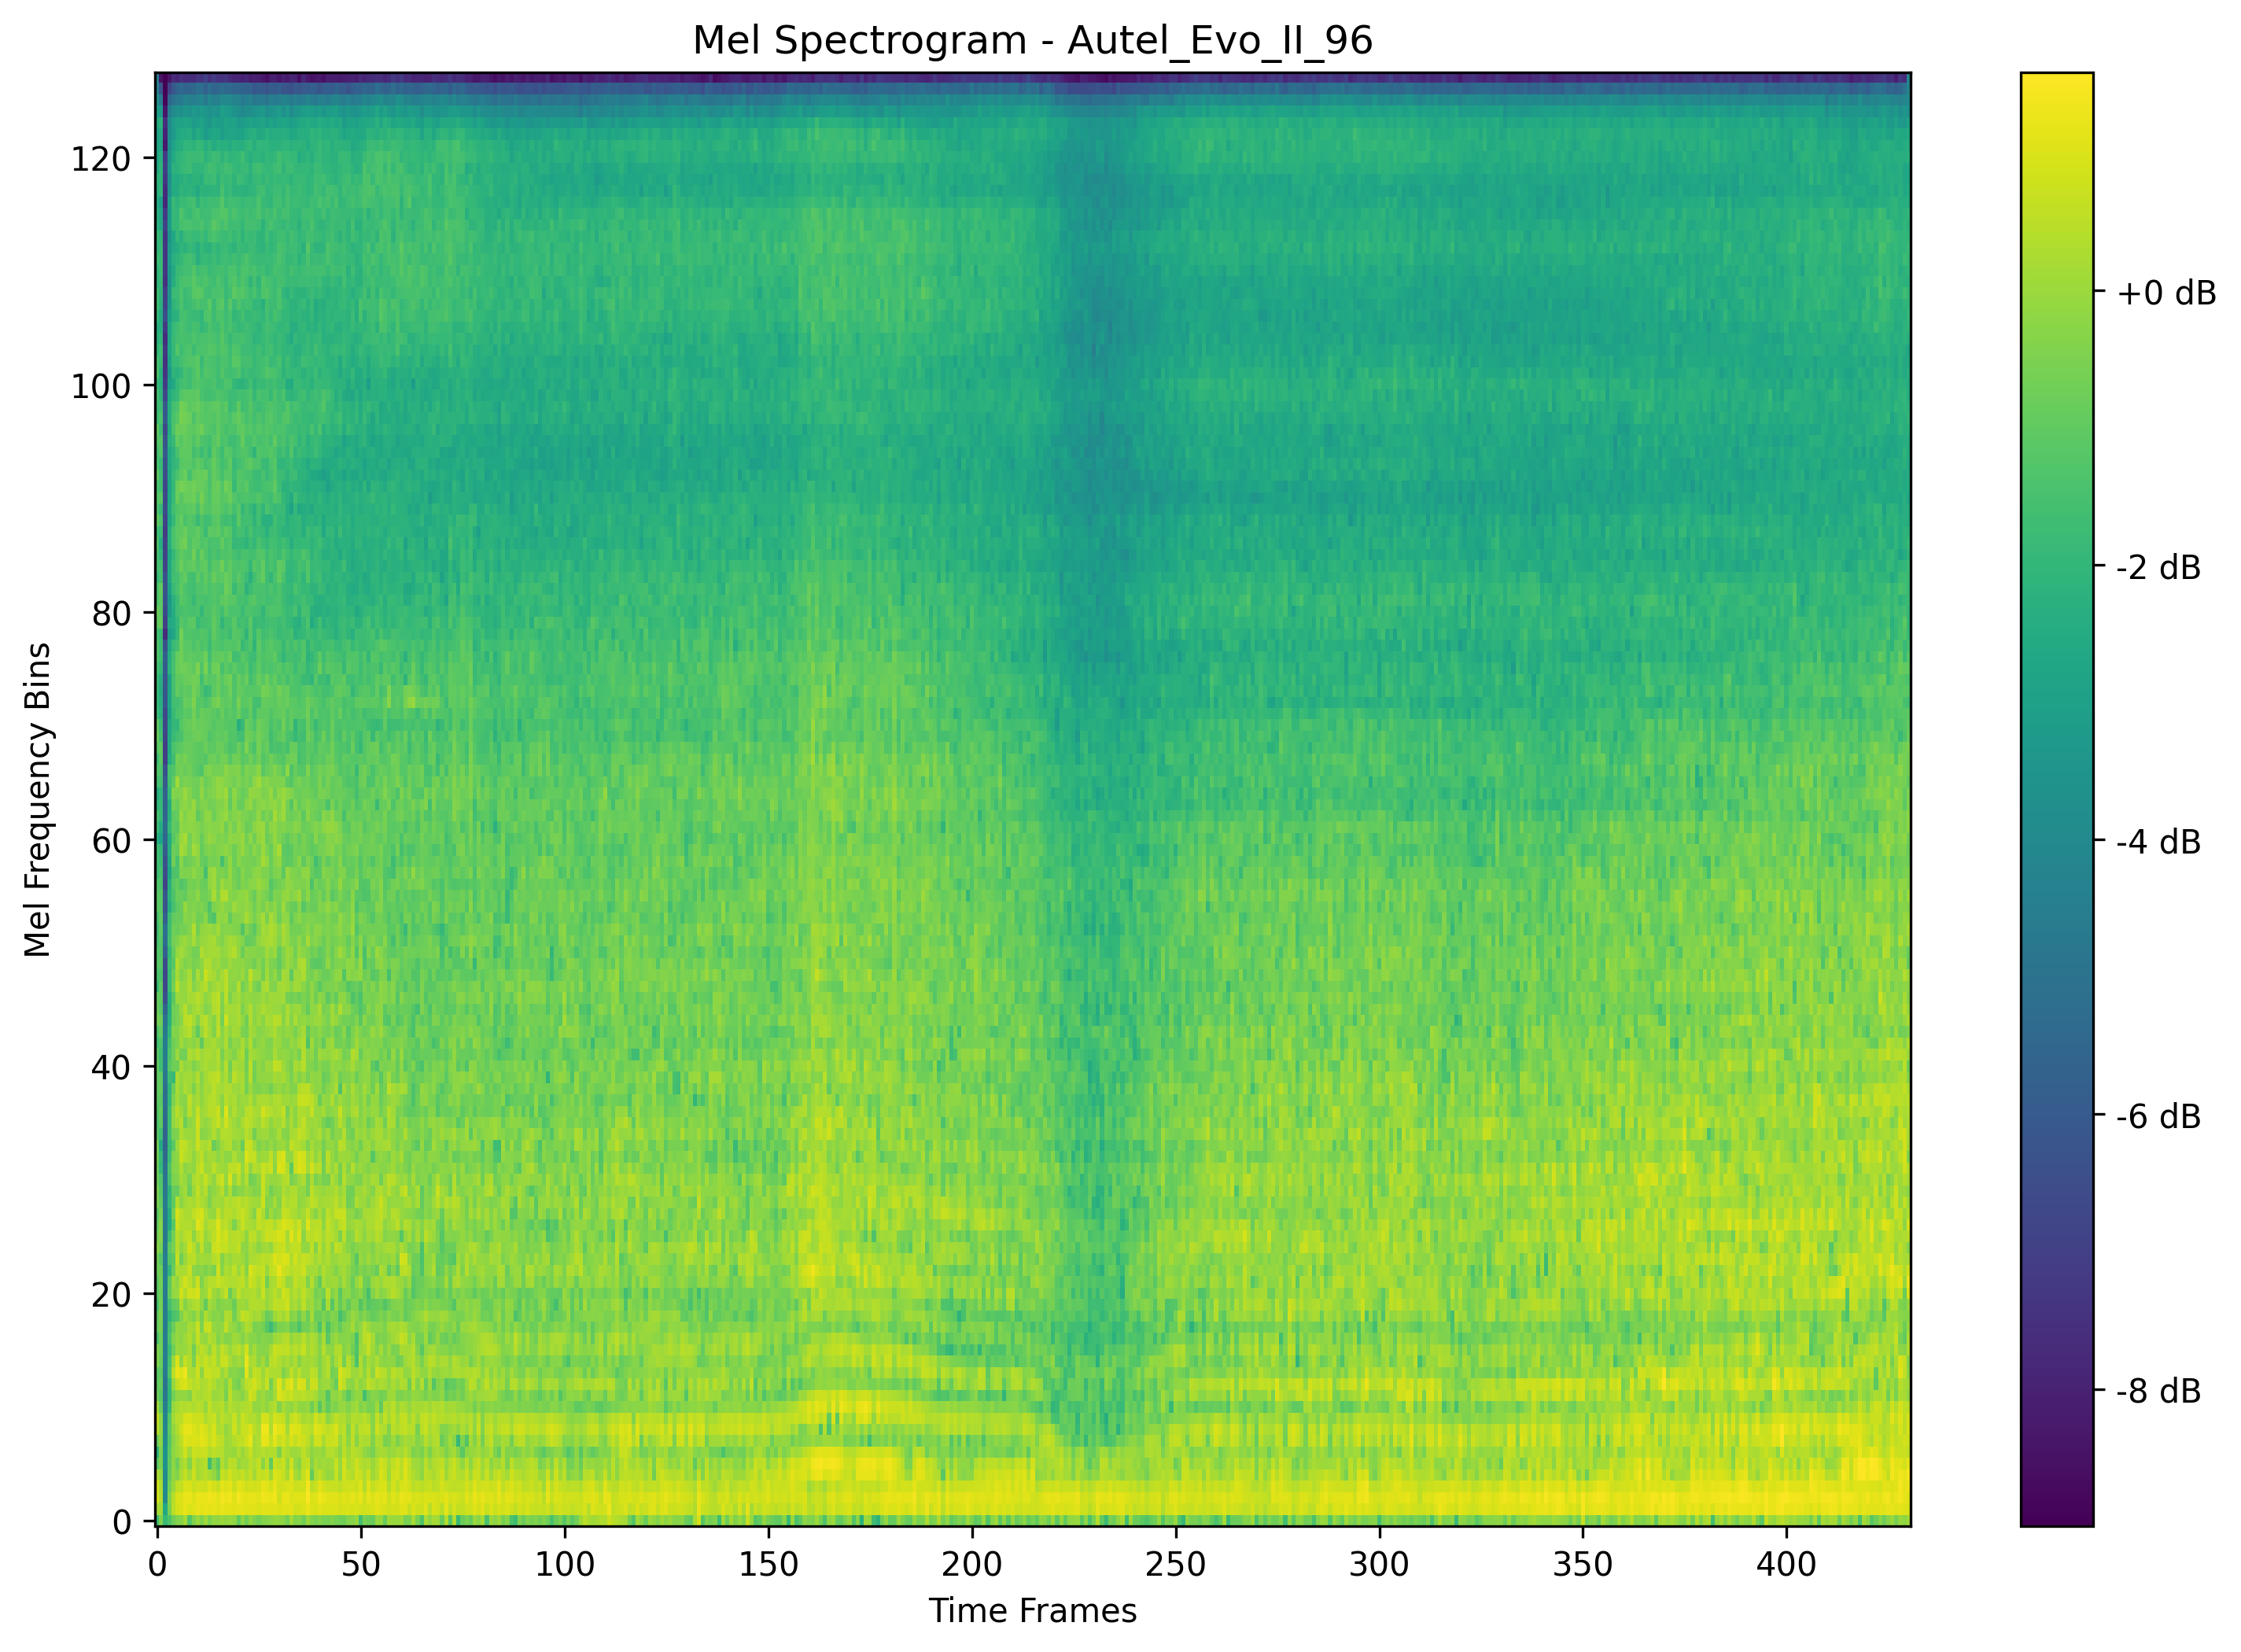 Mel Spectrogram - Autel_Evo_II_96
Mel Frequency Bins
120
100
80
60
40
20
0
0 50 100 150 200 250 300 350 400
Time Frames
+0 dB
-2 dB
-4 dB
-6 dB
-8 dB